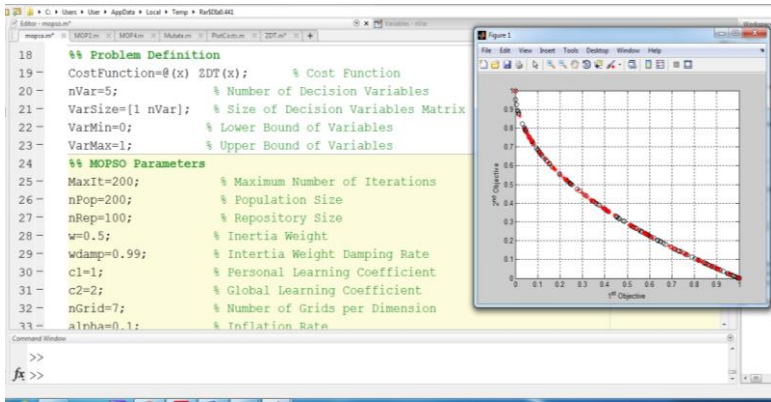 C: ▸ Users ▸ User ▸ AppData ▸ Local ▸ Temp ▸
Editor - mopso.m*
Variables - nVar
Workspace
mopso.m* MOP2.m MOP4.m Mutate.m PlotCosts.m ZDT.m*
18 %% Problem Definition
19 - CostFunction=@(x) ZDT(x); % Cost Function
20 - nVar=5; % Number of Decision Variables
21 - VarSize=[1 nVar]; % Size of Decision Variables Matrix
22 - VarMin=0; % Lower Bound of Variables
23 - VarMax=1; % Upper Bound of Variables
24 %% MOPSO Parameters
25 - MaxIt=200; % Maximum Number of Iterations
26 - nPop=200; % Population Size
27 - nRep=100; % Repository Size
28 - w=0.5; % Inertia Weight
29 - wdamp=0.99; % Intertia Weight Damping Rate
30 - c1=1; % Personal Learning Coefficient
31 - c2=2; % Global Learning Coefficient
32 - nGrid=7; % Number of Grids per Dimension
33 - alpha=0.1; % Inflation Rate
Command Window
>>
fx >>
Figure 1
File Edit View Insert Tools Desktop Window Help
1
0.9
0.8
0.7
0.6
0.5
0.4
0.3
0.2
0.1
0 0.1 0.2 0.3 0.4 0.5 0.6 0.7 0.8 0.9 1
2nd Objective
1st Objective